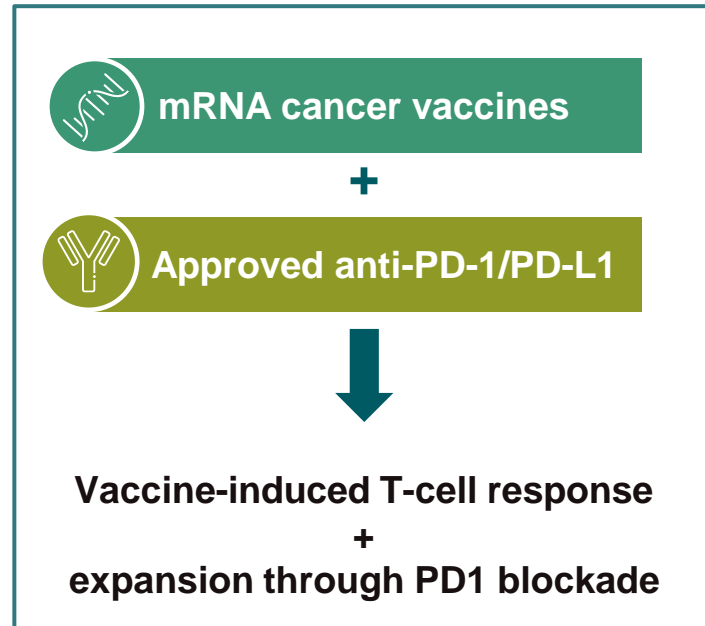 mRNA cancer vaccines
+
Approved anti-PD-1/PD-L1
Vaccine-induced T-cell response
+
expansion through PD1 blockade